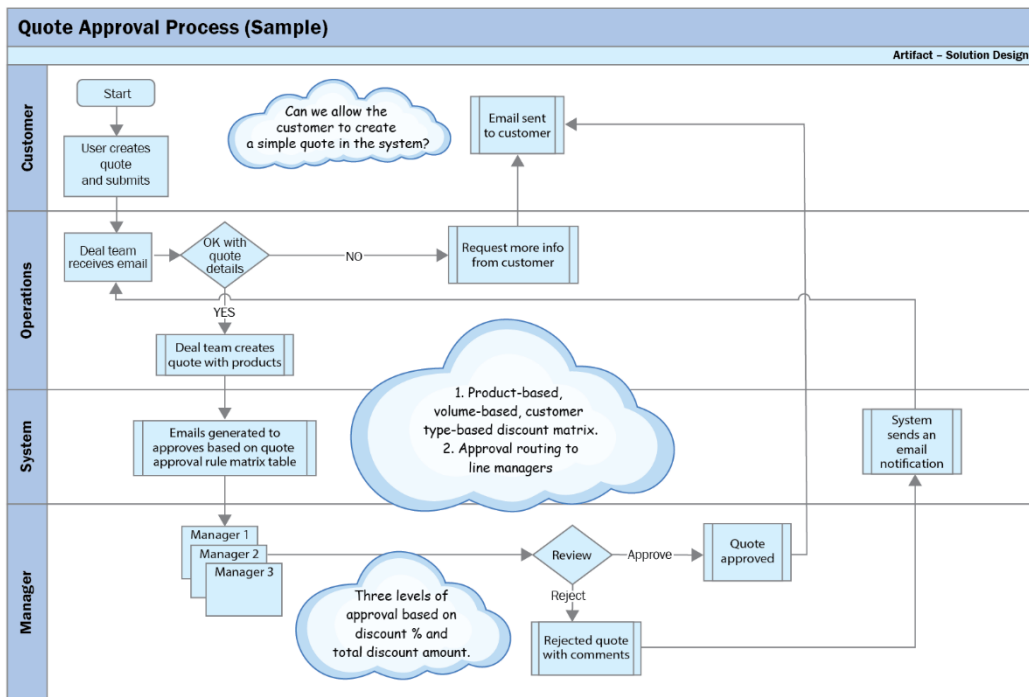 Quote Approval Process (Sample)
Artifact – Solution Design
Customer
Start
User creates
quote
and submits
Can we allow the
customer to create
a simple quote in the system?
Email sent
to customer
Operations
Deal team
receives email
OK with
quote
details
NO
Request more info
from customer
YES
Deal team creates
quote with products
System
Emails generated to
approves based on quote
approval rule matrix table
1. Product-based,
volume-based, customer
type-based discount matrix.
2. Approval routing to
line managers
System
sends an
email
notification
Manager
Manager 1
Manager 2
Manager 3
Three levels of
approval based on
discount % and
total discount amount.
Review
Approve
Quote
approved
Reject
Rejected quote
with comments